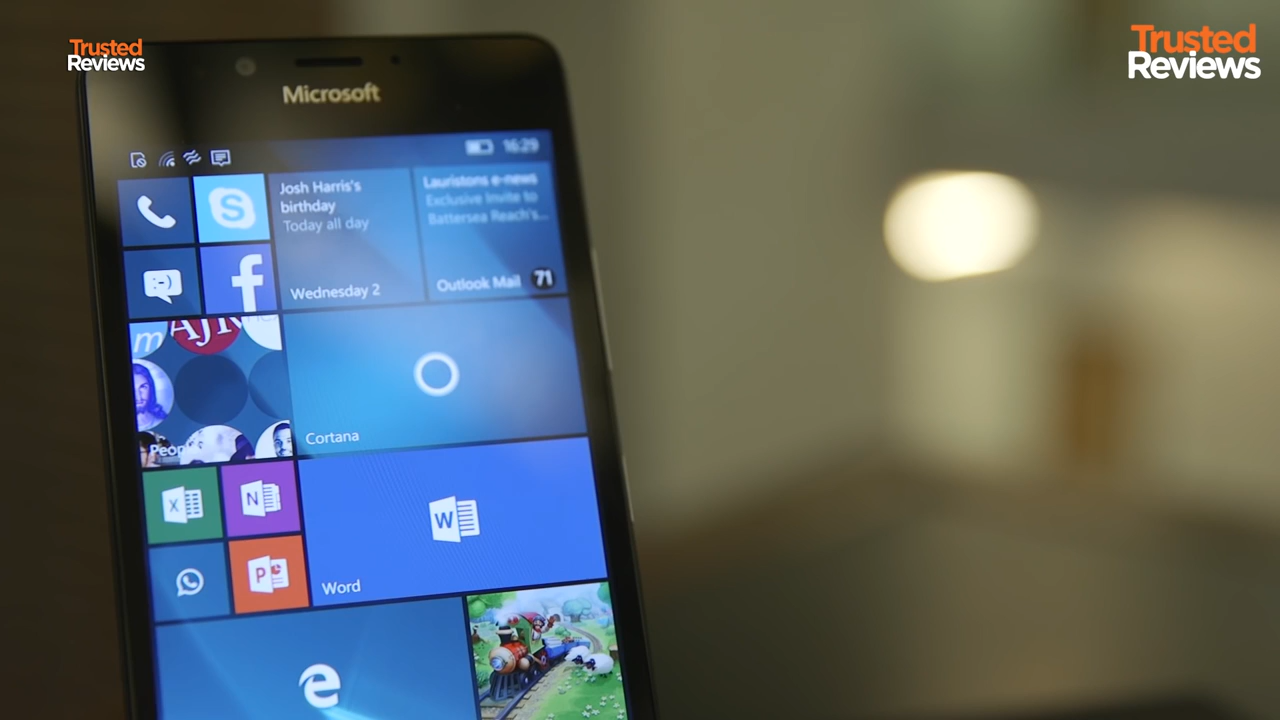 Trusted
Reviews
Trusted
Reviews
Microsoft
16:29
S
Josh Harris's
birthday
Today all day
Wednesday 2
Lauristons e-news
Exclusive Invite to
Battersea Reach's...
Outlook Mail 71
f
m
Cortana
X
N
W
P
Word
e